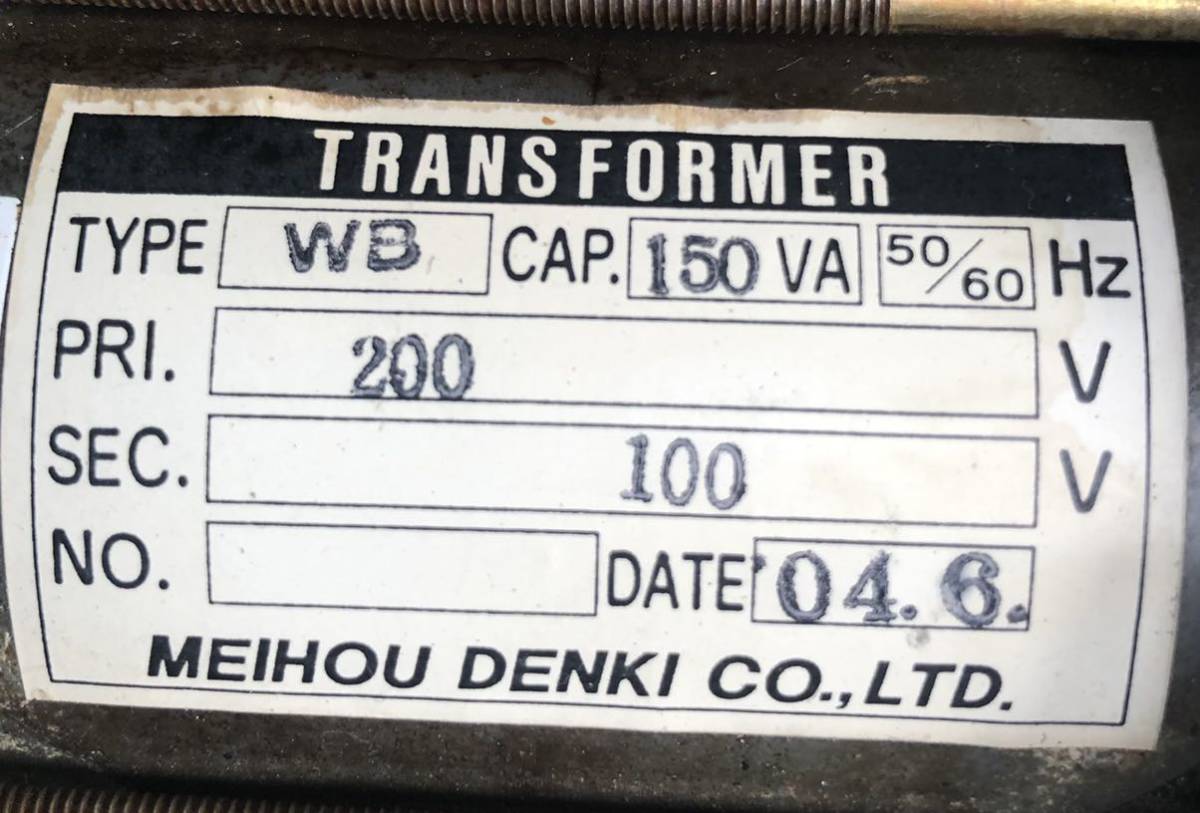 TRANSFORMER
TYPE WB CAP. 150 VA 50/60 Hz
PRI. 200 V
SEC. 100 V
NO. DATE '04.6.
MEIHOU DENKI CO.,LTD.